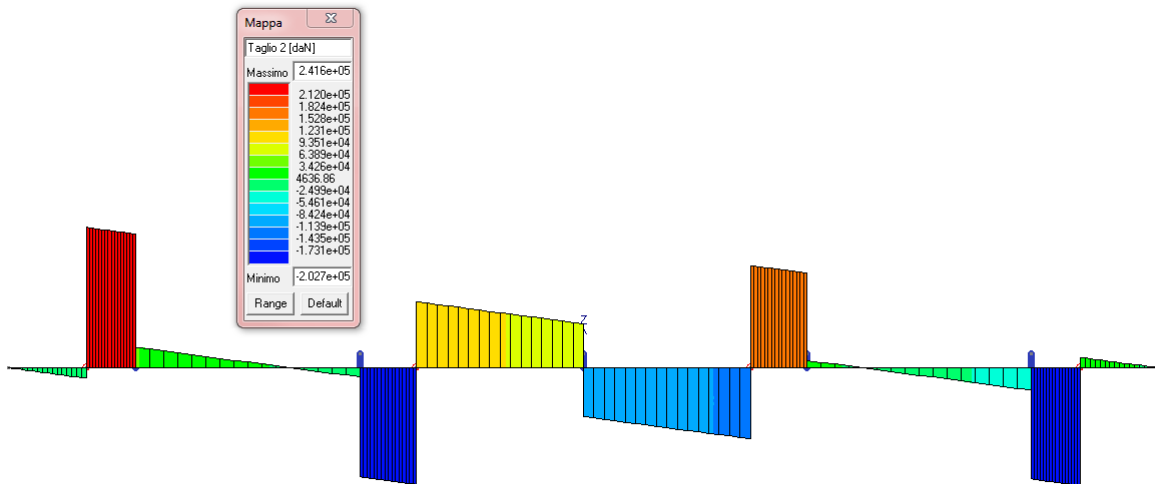 Mappa
Taglio 2 [daN]
Massimo 2.416e+05
2.120e+05
1.824e+05
1.528e+05
1.231e+05
9.351e+04
6.389e+04
3.426e+04
4636.86
-2.499e+04
-5.461e+04
-8.424e+04
-1.139e+05
-1.435e+05
-1.731e+05
Minimo -2.027e+05
Range Default
Z